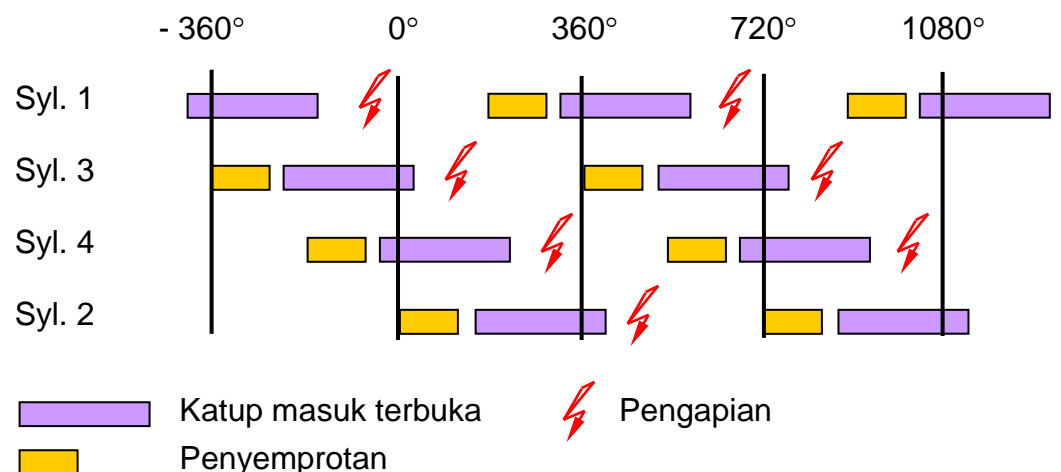 - 360° 0° 360° 720° 1080°
Syl. 1
Syl. 3
Syl. 4
Syl. 2
Katup masuk terbuka Pengapian
Penyemprotan